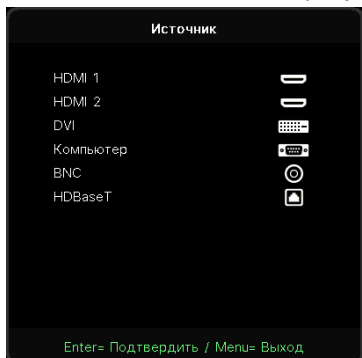 Источник
HDMI 1
HDMI 2
DVI
Компьютер
BNC
HDBaseT
Enter= Подтвердить / Menu= Выход